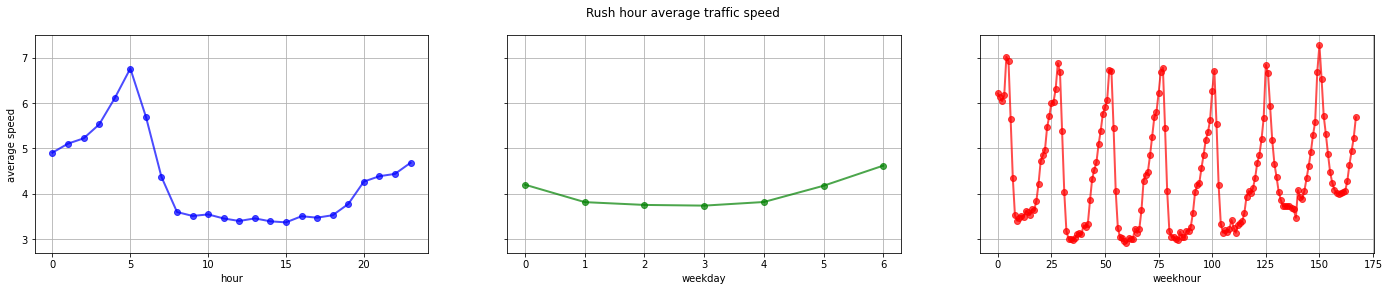 Rush hour average traffic speed
average speed
7
6
5
4
3
0 5 10 15 20
hour
0 1 2 3 4 5 6
weekday
0 25 50 75 100 125 150 175
weekhour